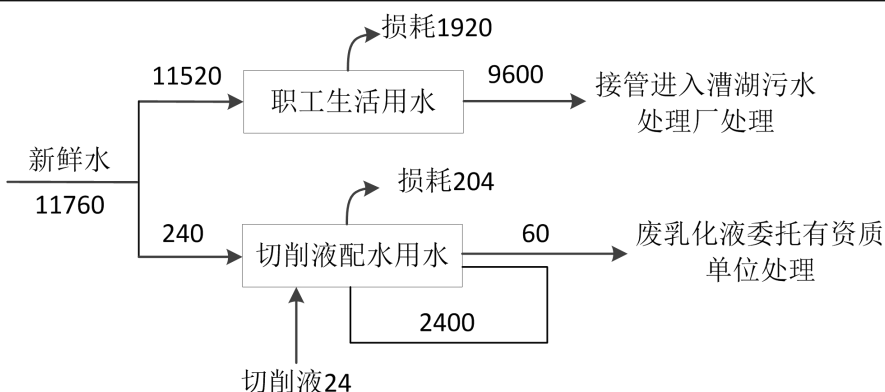 损耗1920
11520
职工生活用水
9600
接管进入漕湖污水
处理厂处理
新鲜水
11760
损耗204
240
切削液配水用水
60
废乳化液委托有资质
单位处理
2400
切削液24